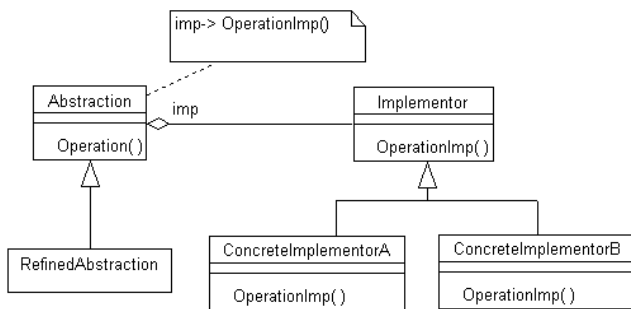 imp-> OperationImp()
Abstraction
imp
Implementor
Operation( )
OperationImp( )
RefinedAbstraction
ConcreteImplementorA
ConcreteImplementorB
OperationImp( )
OperationImp( )